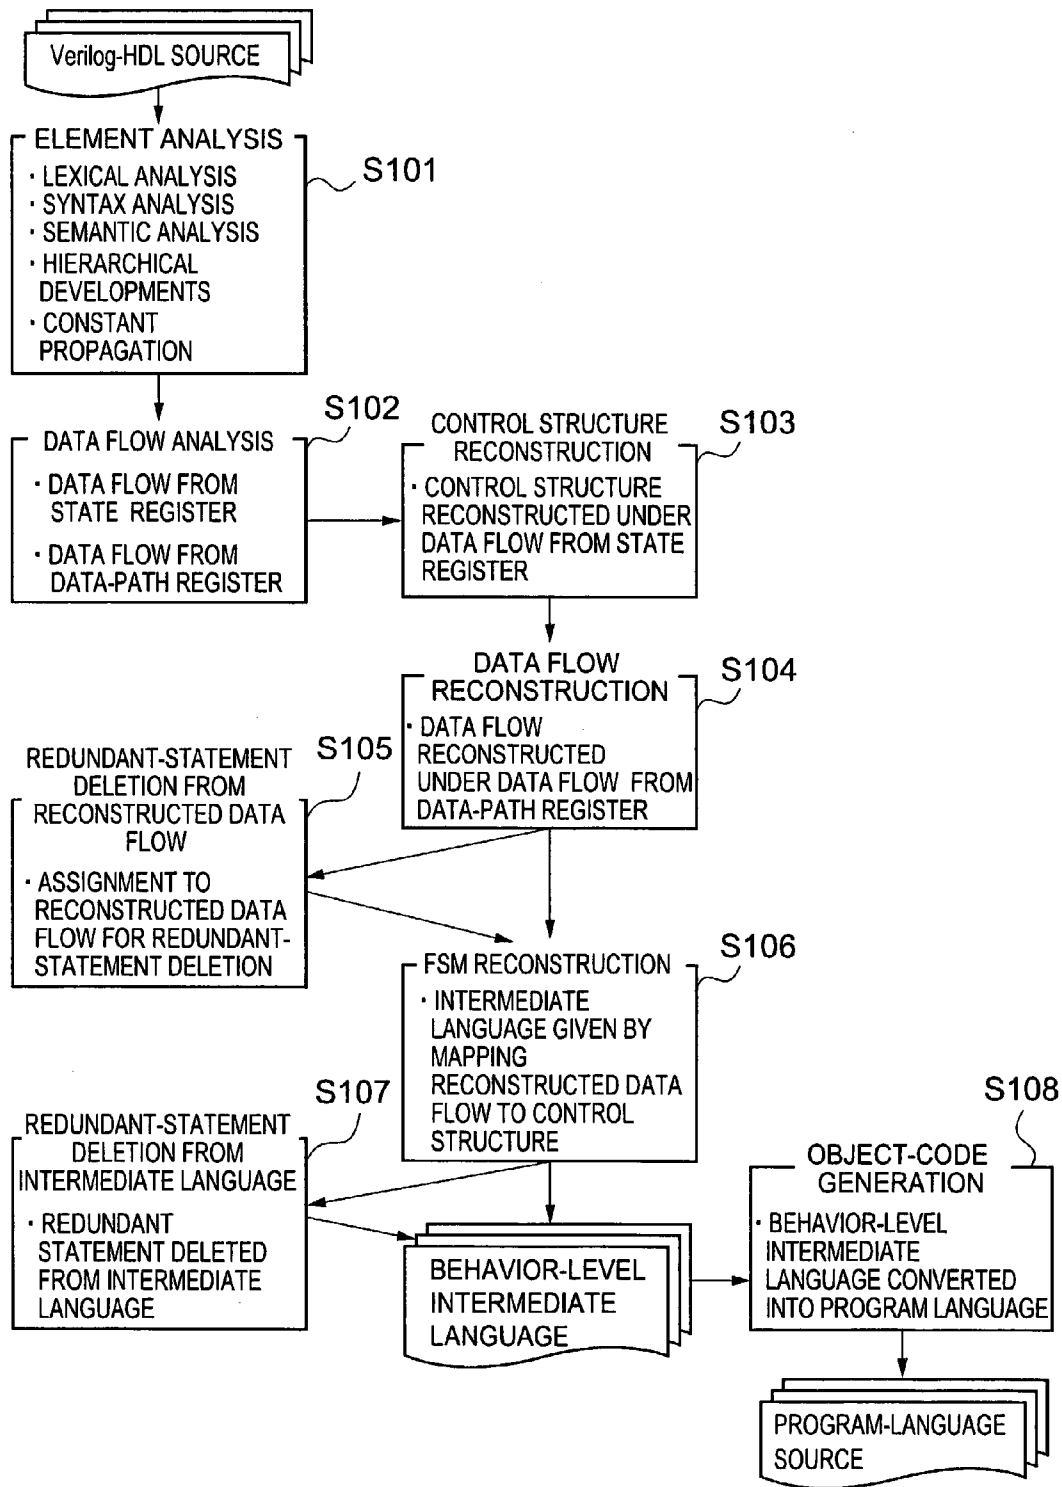 Verilog-HDL SOURCE
ELEMENT ANALYSIS
· LEXICAL ANALYSIS
· SYNTAX ANALYSIS
· SEMANTIC ANALYSIS
· HIERARCHICAL
DEVELOPMENTS
· CONSTANT
PROPAGATION
S101
DATA FLOW ANALYSIS
· DATA FLOW FROM
STATE REGISTER
· DATA FLOW FROM
DATA-PATH REGISTER
S102
CONTROL STRUCTURE
RECONSTRUCTION
· CONTROL STRUCTURE
RECONSTRUCTED UNDER
DATA FLOW FROM STATE
REGISTER
S103
DATA FLOW
RECONSTRUCTION
· DATA FLOW
RECONSTRUCTED
UNDER DATA FLOW FROM
DATA-PATH REGISTER
S104
REDUNDANT-STATEMENT
DELETION FROM
RECONSTRUCTED DATA
FLOW
· ASSIGNMENT TO
RECONSTRUCTED DATA
FLOW FOR REDUNDANT-
STATEMENT DELETION
S105
FSM RECONSTRUCTION
· INTERMEDIATE
LANGUAGE GIVEN BY
MAPPING
RECONSTRUCTED DATA
FLOW TO CONTROL
STRUCTURE
S106
REDUNDANT-STATEMENT
DELETION FROM
INTERMEDIATE LANGUAGE
· REDUNDANT
STATEMENT DELETED
FROM INTERMEDIATE
LANGUAGE
S107
BEHAVIOR-LEVEL
INTERMEDIATE
LANGUAGE
OBJECT-CODE
GENERATION
· BEHAVIOR-LEVEL
INTERMEDIATE
LANGUAGE CONVERTED
INTO PROGRAM LANGUAGE
S108
PROGRAM-LANGUAGE
SOURCE